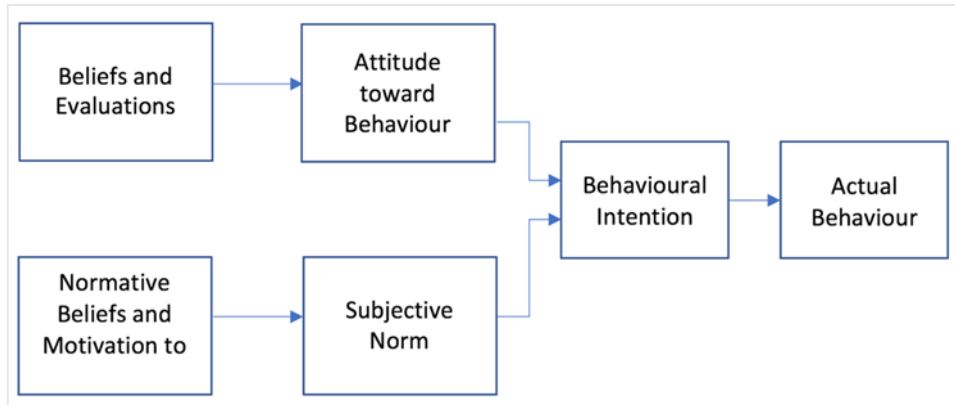 Beliefs and
Evaluations
Attitude
toward
Behaviour
Behavioural
Intention
Actual
Behaviour
Normative
Beliefs and
Motivation to
Subjective
Norm